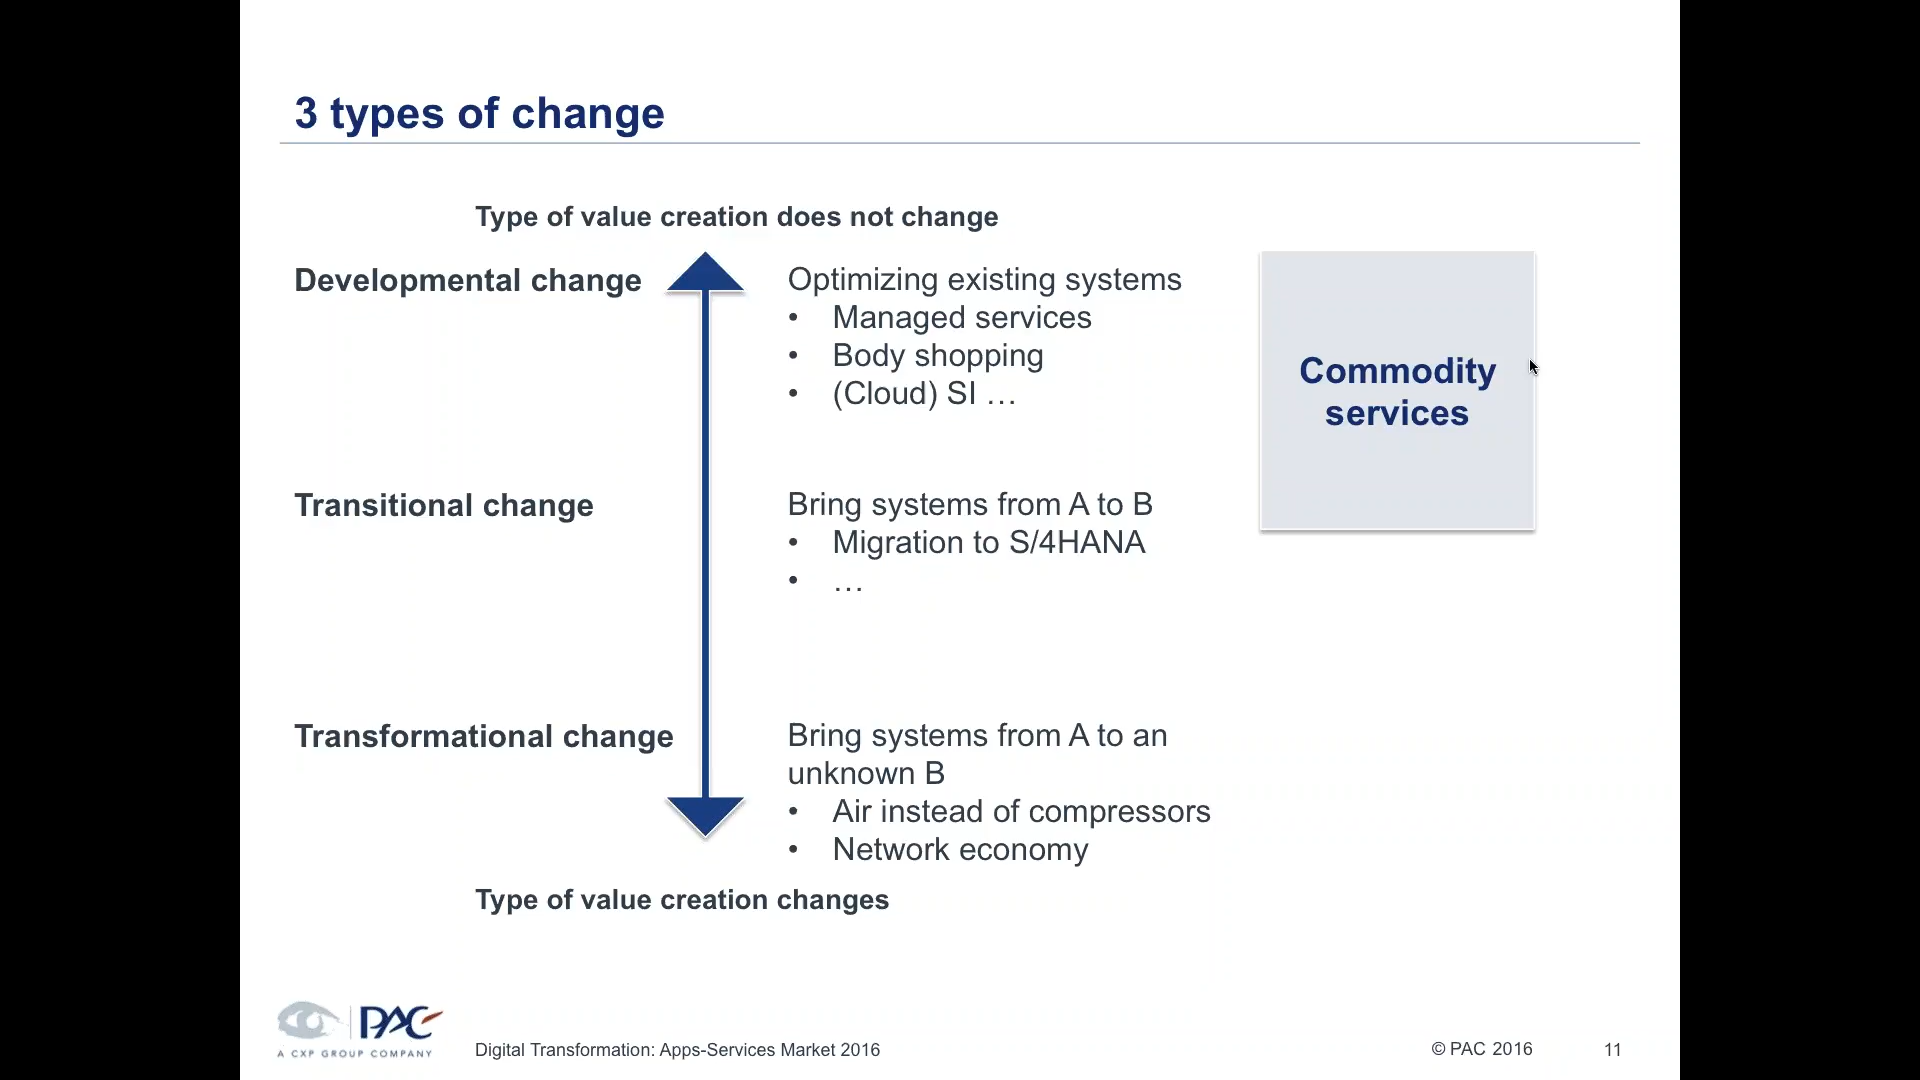 3 types of change
Type of value creation does not change
Developmental change
Optimizing existing systems
• Managed services
• Body shopping
• (Cloud) SI …
Commodity
services
Transitional change
Bring systems from A to B
• Migration to S/4HANA
• …
Transformational change
Bring systems from A to an
unknown B
• Air instead of compressors
• Network economy
Type of value creation changes
PAC
A CXP GROUP COMPANY
Digital Transformation: Apps-Services Market 2016
© PAC 2016
11